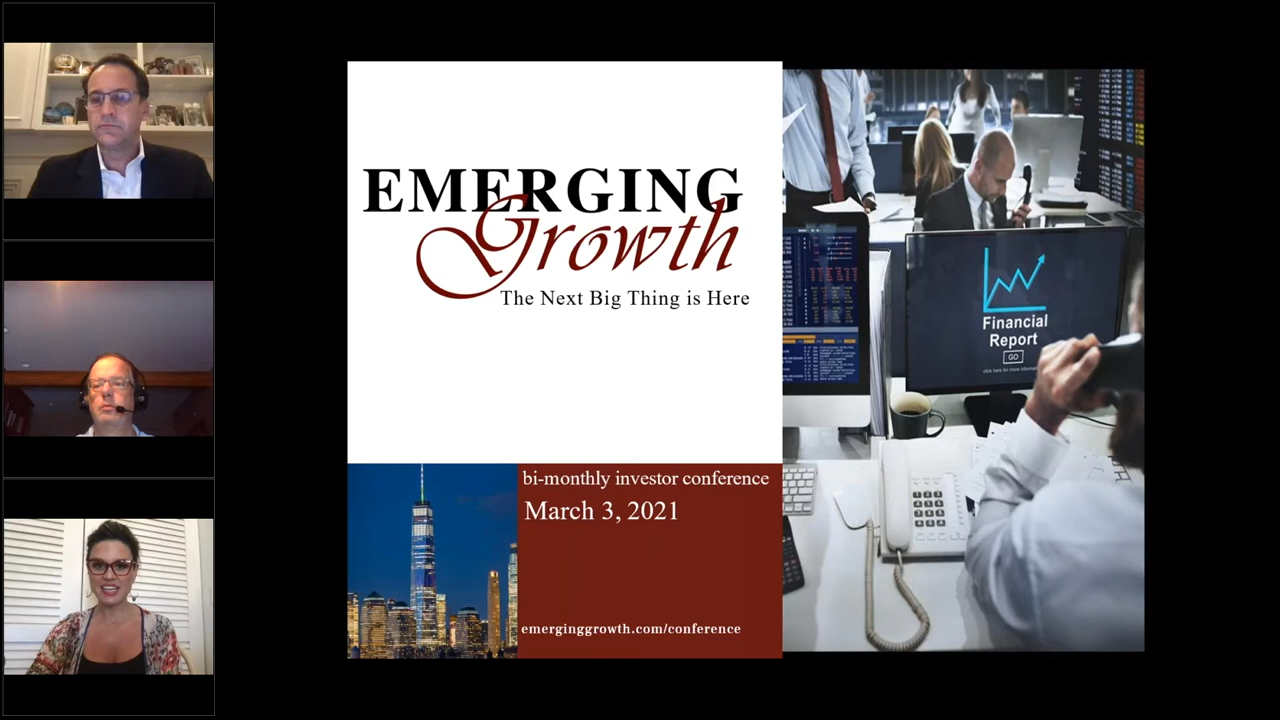 EMERGING
Growth
The Next Big Thing is Here
bi-monthly investor conference
March 3, 2021
emerginggrowth.com/conference
Financial
Report
GO